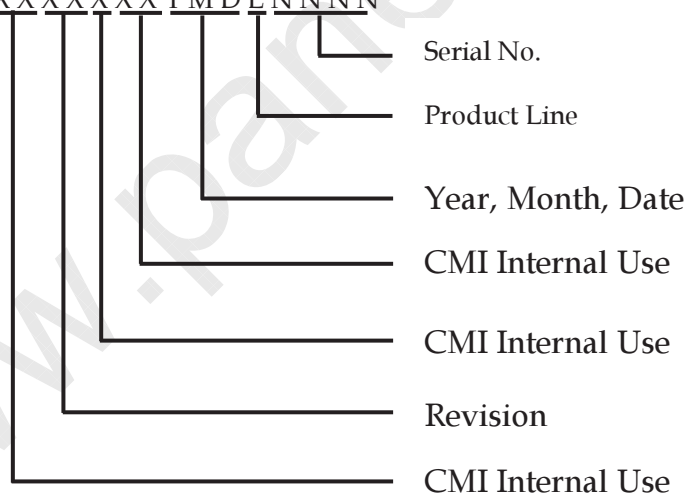 X X X X X X Y M D L N N N N
Serial No.
Product Line
Year, Month, Date
CMI Internal Use
CMI Internal Use
Revision
CMI Internal Use